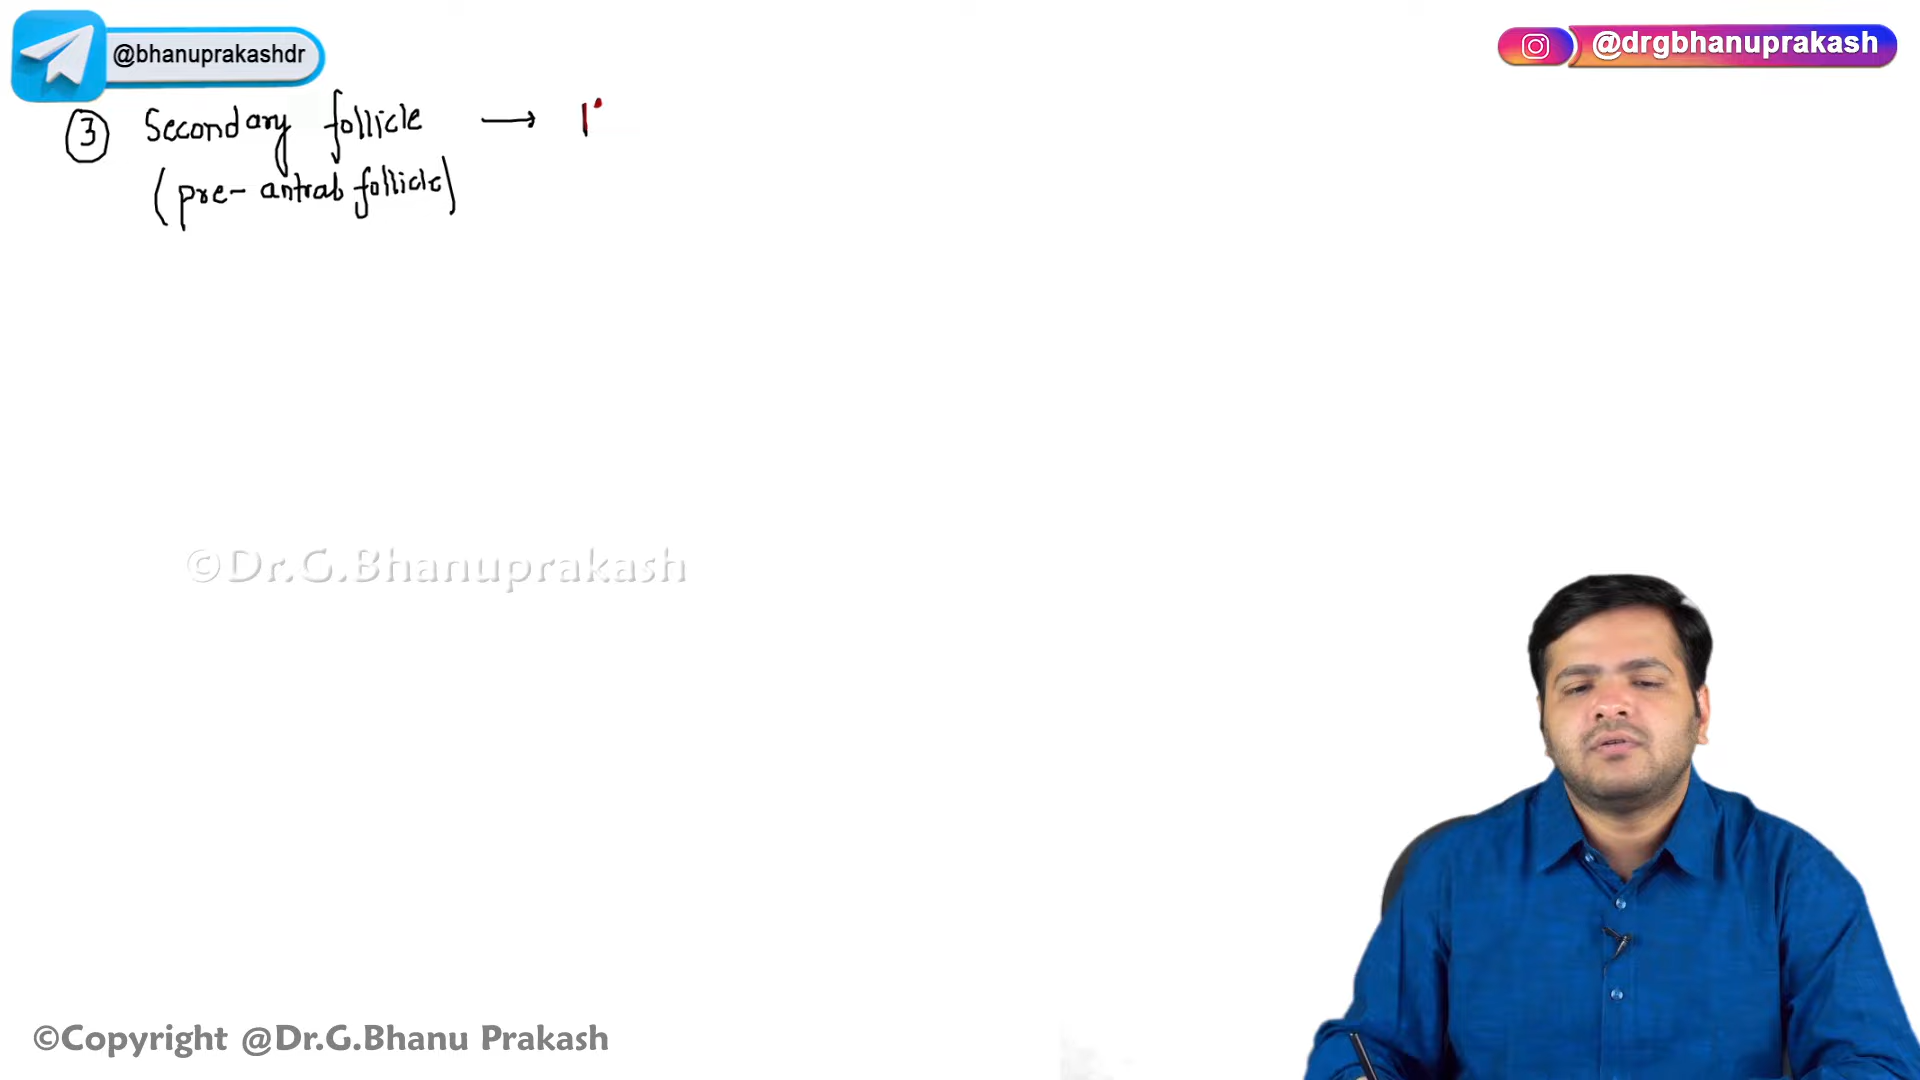 @bhanuprakashdr
@drgbhanuprakash
③ Secondary follicle → 1°
(pre-antral follicle)
©Dr.G.Bhanuprakash
©Copyright @Dr.G.Bhanu Prakash